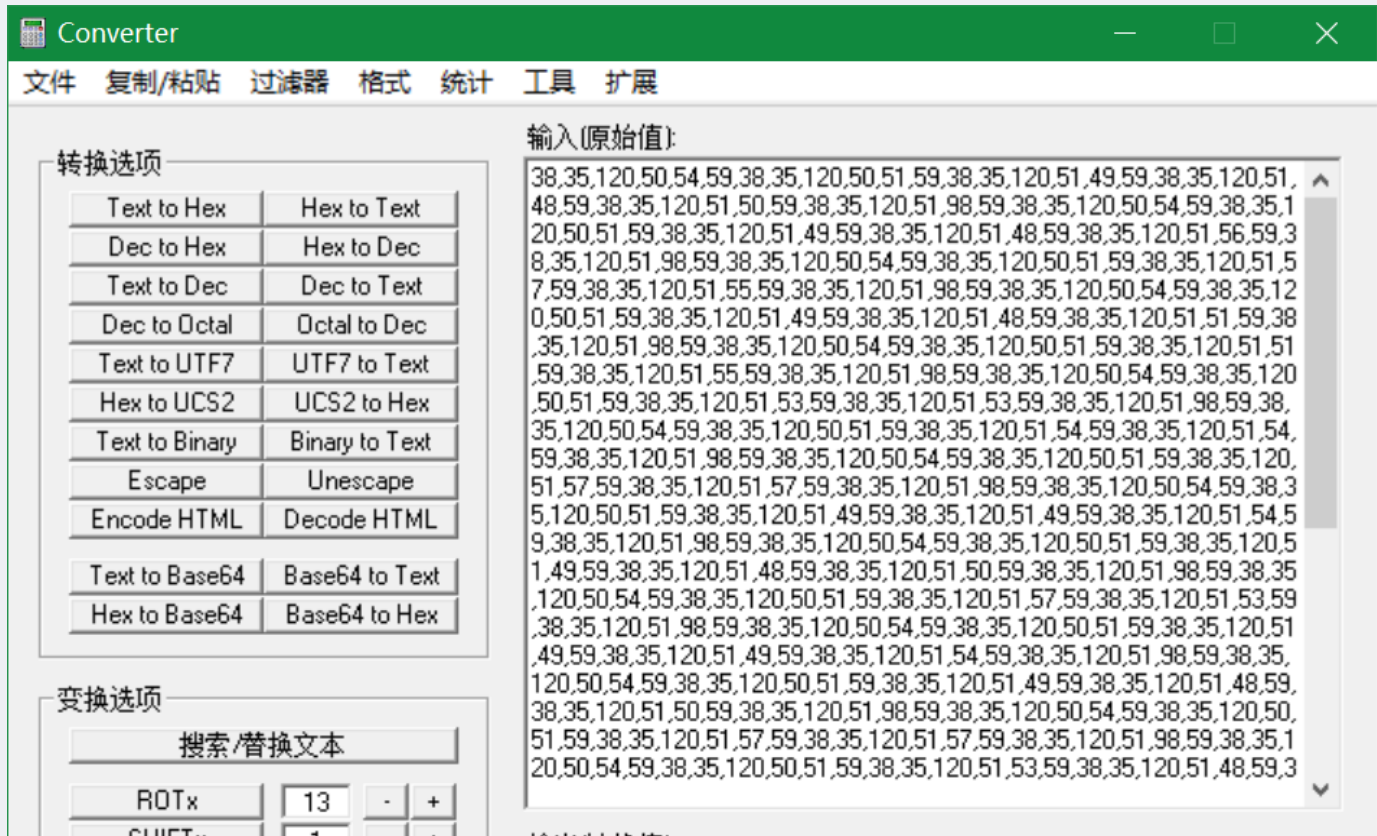 Converter
文件 复制/粘贴 过滤器 格式 统计 工具 扩展
转换选项
Text to Hex Hex to Text
Dec to Hex Hex to Dec
Text to Dec Dec to Text
Dec to Octal Octal to Dec
Text to UTF7 UTF7 to Text
Hex to UCS2 UCS2 to Hex
Text to Binary Binary to Text
Escape Unescape
Encode HTML Decode HTML
Text to Base64 Base64 to Text
Hex to Base64 Base64 to Hex
变换选项
搜索/替换文本
ROTx 13 - +
输入(原始值):
38,35,120,50,54,59,38,35,120,50,51,59,38,35,120,51,49,59,38,35,120,51,
48,59,38,35,120,51,50,59,38,35,120,51,98,59,38,35,120,50,54,59,38,35,1
20,50,51,59,38,35,120,51,49,59,38,35,120,51,48,59,38,35,120,51,56,59,3
8,35,120,51,98,59,38,35,120,50,54,59,38,35,120,50,51,59,38,35,120,51,5
7,59,38,35,120,51,55,59,38,35,120,51,98,59,38,35,120,50,54,59,38,35,12
0,50,51,59,38,35,120,51,49,59,38,35,120,51,48,59,38,35,120,51,51,59,38
,35,120,51,98,59,38,35,120,50,54,59,38,35,120,50,51,59,38,35,120,51,51
,59,38,35,120,51,55,59,38,35,120,51,98,59,38,35,120,50,54,59,38,35,120
,50,51,59,38,35,120,51,53,59,38,35,120,51,53,59,38,35,120,51,98,59,38,
35,120,50,54,59,38,35,120,50,51,59,38,35,120,51,54,59,38,35,120,51,54,
59,38,35,120,51,98,59,38,35,120,50,54,59,38,35,120,50,51,59,38,35,120,
51,57,59,38,35,120,51,57,59,38,35,120,51,98,59,38,35,120,50,54,59,38,3
5,120,50,51,59,38,35,120,51,49,59,38,35,120,51,49,59,38,35,120,51,54,5
9,38,35,120,51,98,59,38,35,120,50,54,59,38,35,120,50,51,59,38,35,120,5
1,49,59,38,35,120,51,48,59,38,35,120,51,50,59,38,35,120,51,98,59,38,35
,120,50,54,59,38,35,120,50,51,59,38,35,120,51,57,59,38,35,120,51,53,59
,38,35,120,51,98,59,38,35,120,50,54,59,38,35,120,50,51,59,38,35,120,51
,49,59,38,35,120,51,49,59,38,35,120,51,54,59,38,35,120,51,98,59,38,35,
120,50,54,59,38,35,120,50,51,59,38,35,120,51,49,59,38,35,120,51,48,59,
38,35,120,51,50,59,38,35,120,51,98,59,38,35,120,50,54,59,38,35,120,50,
51,59,38,35,120,51,57,59,38,35,120,51,57,59,38,35,120,51,98,59,38,35,1
20,50,54,59,38,35,120,50,51,59,38,35,120,51,53,59,38,35,120,51,48,59,3